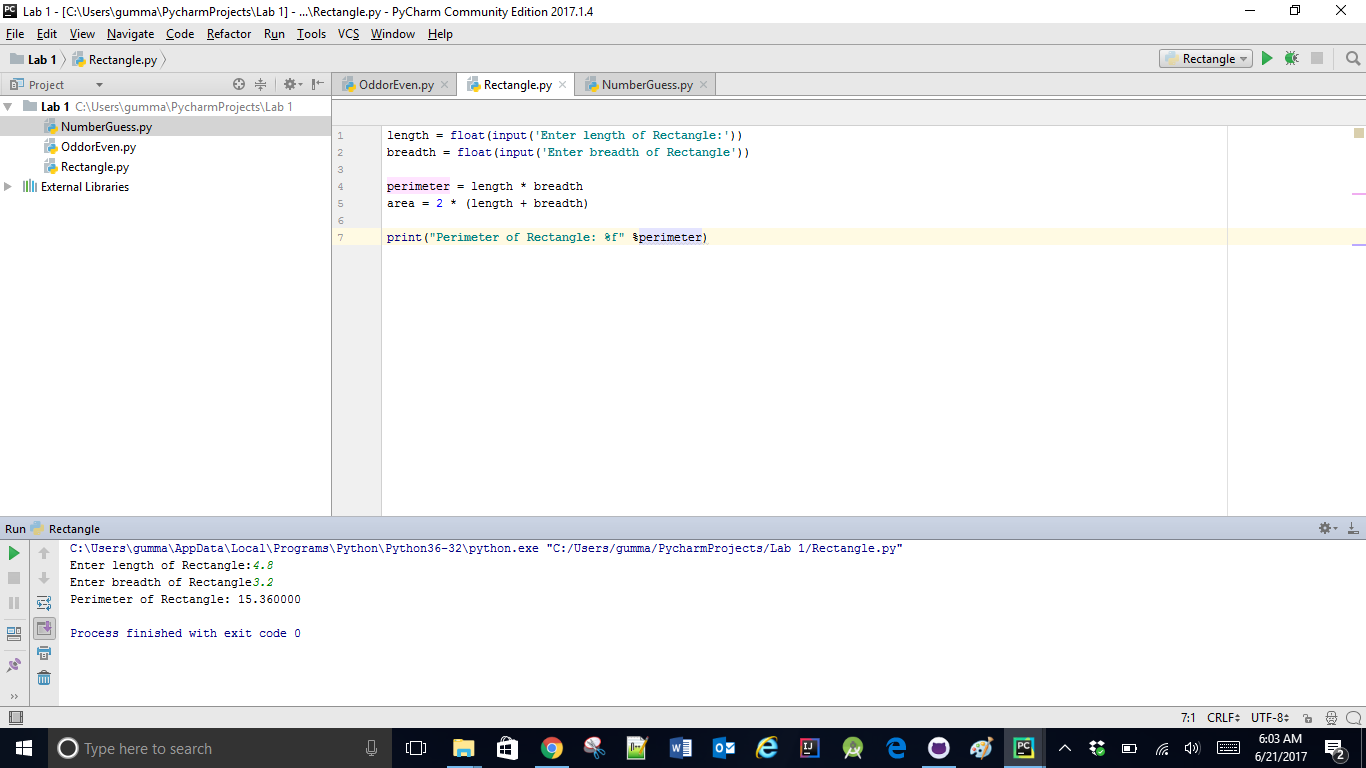 Lab 1 - [C:\Users\gumma\PycharmProjects\Lab 1] - ...\Rectangle.py - PyCharm Community Edition 2017.1.4
File Edit View Navigate Code Refactor Run Tools VCS Window Help
Lab 1 Rectangle.py Rectangle
Project OddorEven.py Rectangle.py NumberGuess.py
Lab 1 C:\Users\gumma\PycharmProjects\Lab 1
NumberGuess.py
OddorEven.py
Rectangle.py
External Libraries
1 length = float(input('Enter length of Rectangle:'))
2 breadth = float(input('Enter breadth of Rectangle'))
3
4 perimeter = length * breadth
5 area = 2 * (length + breadth)
6
7 print("Perimeter of Rectangle: %f" %perimeter)
Run Rectangle
C:\Users\gumma\AppData\Local\Programs\Python\Python36-32\python.exe "C:/Users/gumma/PycharmProjects/Lab 1/Rectangle.py"
Enter length of Rectangle:4.8
Enter breadth of Rectangle3.2
Perimeter of Rectangle: 15.360000
Process finished with exit code 0
7:1 CRLF UTF-8
Type here to search
6:03 AM
6/21/2017
2